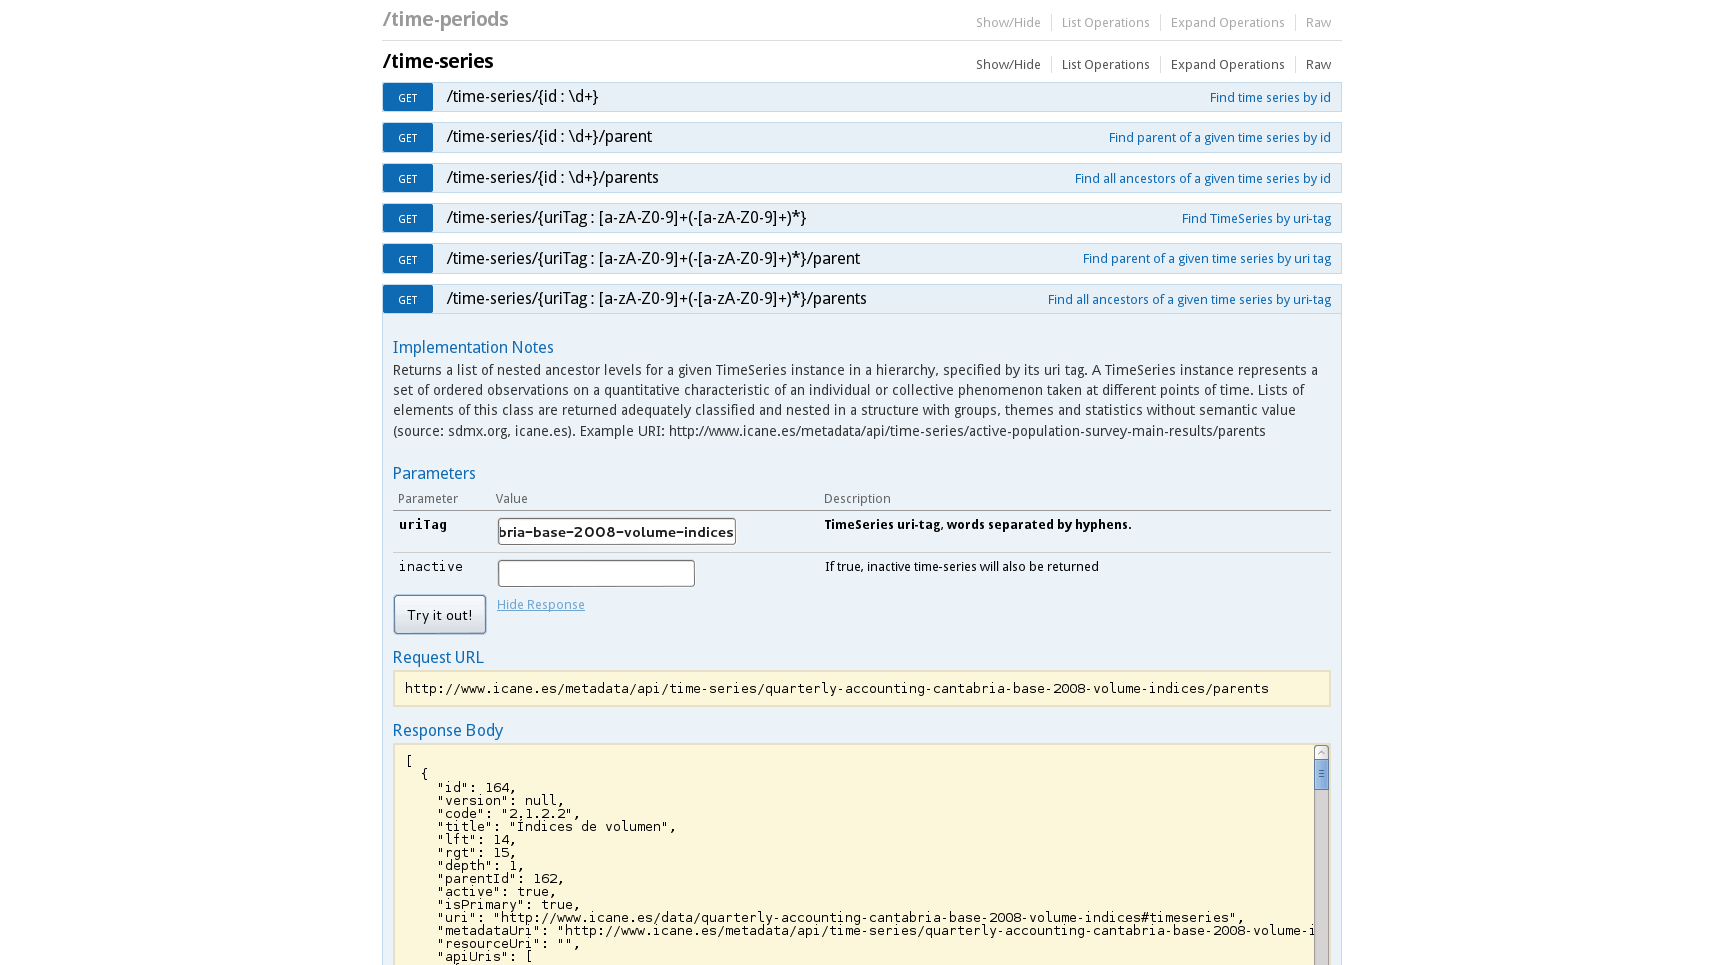 /time-periods
Show/Hide List Operations Expand Operations Raw
/time-series
Show/Hide List Operations Expand Operations Raw
GET /time-series/{id : \d+} Find time series by id
GET /time-series/{id : \d+}/parent Find parent of a given time series by id
GET /time-series/{id : \d+}/parents Find all ancestors of a given time series by id
GET /time-series/{uriTag : [a-zA-Z0-9]+(-[a-zA-Z0-9]+)*} Find TimeSeries by uri-tag
GET /time-series/{uriTag : [a-zA-Z0-9]+(-[a-zA-Z0-9]+)*}/parent Find parent of a given time series by uri tag
GET /time-series/{uriTag : [a-zA-Z0-9]+(-[a-zA-Z0-9]+)*}/parents Find all ancestors of a given time series by uri-tag
Implementation Notes
Returns a list of nested ancestor levels for a given TimeSeries instance in a hierarchy, specified by its uri tag. A TimeSeries instance represents a
set of ordered observations on a quantitative characteristic of an individual or collective phenomenon taken at different points of time. Lists of
elements of this class are returned adequately classified and nested in a structure with groups, themes and statistics without semantic value
(source: sdmx.org, icane.es). Example URI: http://www.icane.es/metadata/api/time-series/active-population-survey-main-results/parents
Parameters
Parameter Value Description
uriTag bria-base-2008-volume-indices TimeSeries uri-tag, words separated by hyphens.
inactive If true, inactive time-series will also be returned
Try it out! Hide Response
Request URL
http://www.icane.es/metadata/api/time-series/quarterly-accounting-cantabria-base-2008-volume-indices/parents
Response Body
[
{
"id": 164,
"version": null,
"code": "2.1.2.2",
"title": "Índices de volumen",
"lft": 14,
"rgt": 15,
"depth": 1,
"parentId": 162,
"active": true,
"isPrimary": true,
"uri": "http://www.icane.es/data/quarterly-accounting-cantabria-base-2008-volume-indices#timeseries",
"metadataUri": "http://www.icane.es/metadata/api/time-series/quarterly-accounting-cantabria-base-2008-volume-i
"resourceUri": "",
"apiUris": [